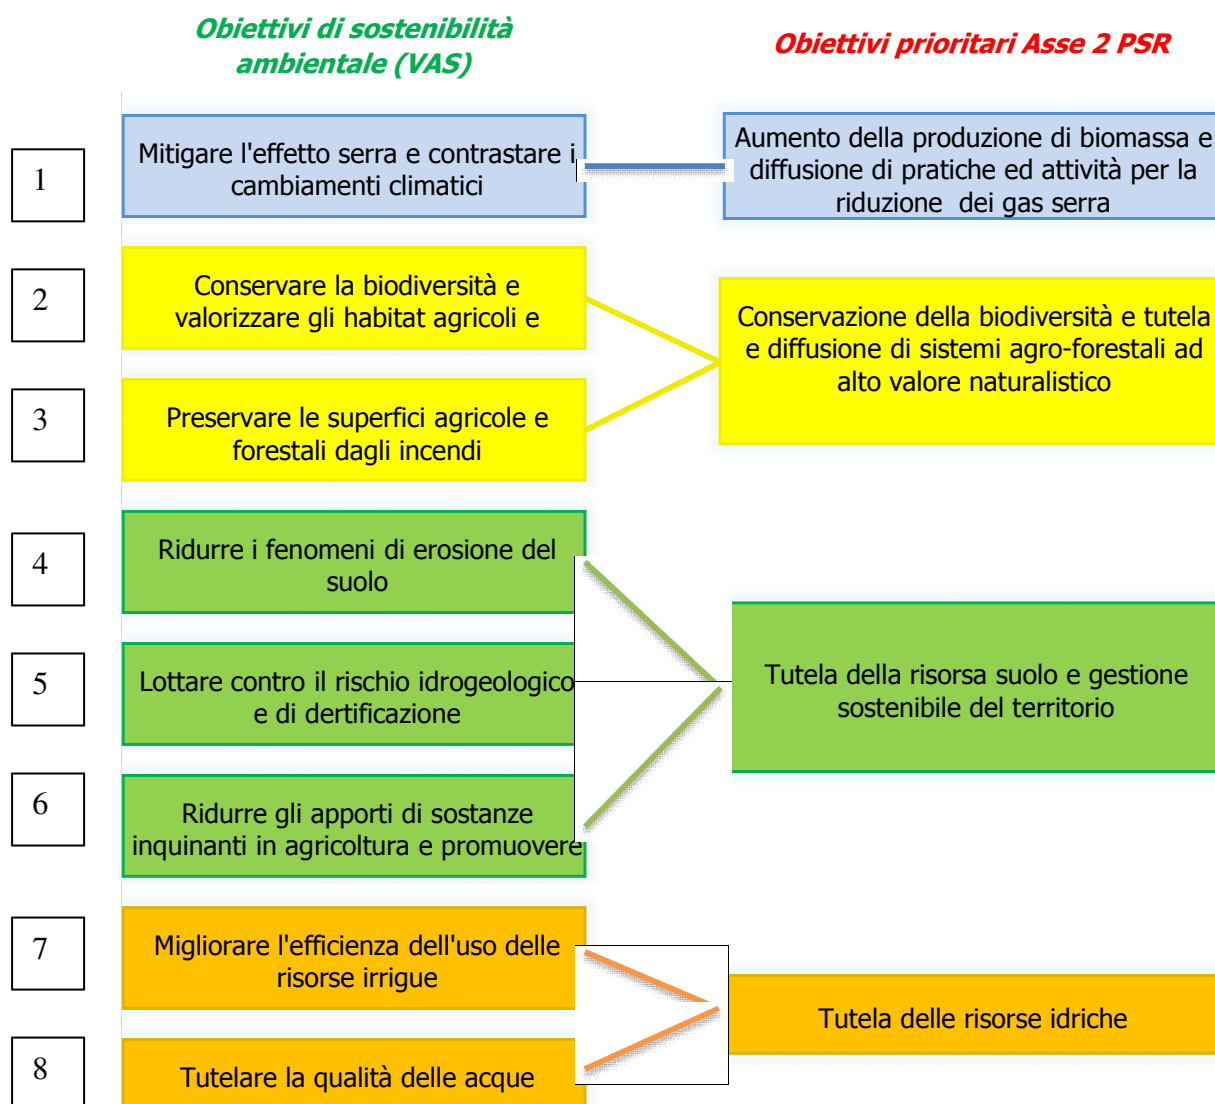 Obiettivi di sostenibilità
ambientale (VAS)
Obiettivi prioritari Asse 2 PSR
1
Mitigare l'effetto serra e contrastare i
cambiamenti climatici
Aumento della produzione di biomassa e
diffusione di pratiche ed attività per la
riduzione dei gas serra
2
Conservare la biodiversità e
valorizzare gli habitat agricoli e
Conservazione della biodiversità e tutela
e diffusione di sistemi agro-forestali ad
alto valore naturalistico
3
Preservare le superfici agricole e
forestali dagli incendi
4
Ridurre i fenomeni di erosione del
suolo
5
Lottare contro il rischio idrogeologico
e di dertificazione
Tutela della risorsa suolo e gestione
sostenibile del territorio
6
Ridurre gli apporti di sostanze
inquinanti in agricoltura e promuovere
7
Migliorare l'efficienza dell'uso delle
risorse irrigue
Tutela delle risorse idriche
8
Tutelare la qualità delle acque